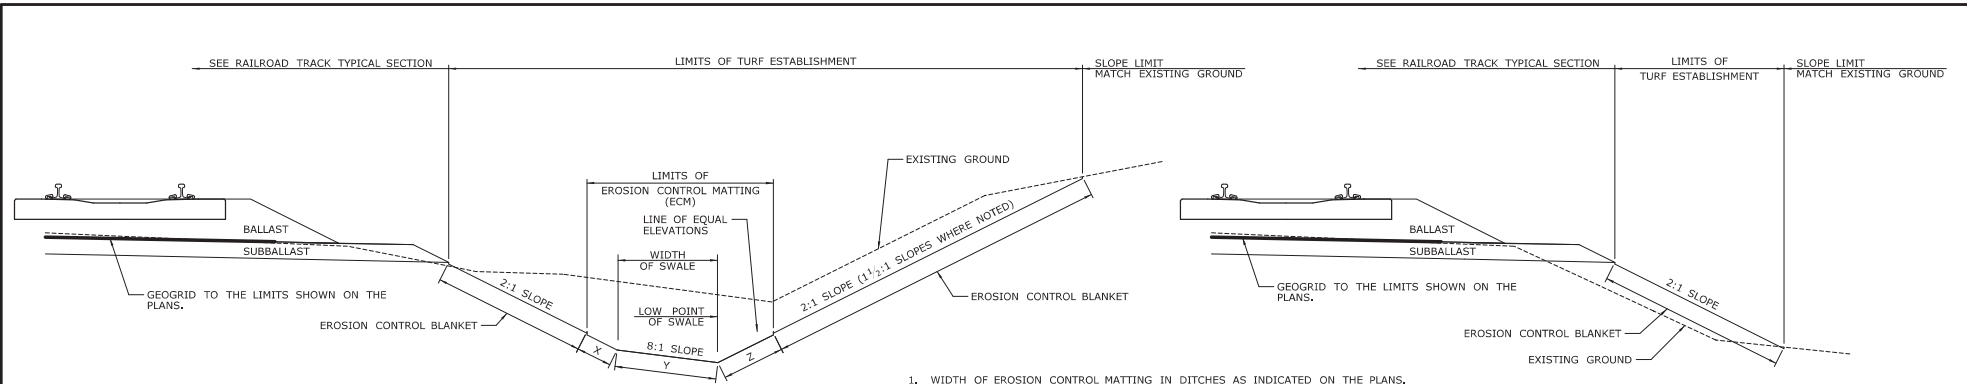 SEE RAILROAD TRACK TYPICAL SECTION
LIMITS OF TURF ESTABLISHMENT
SLOPE LIMIT
MATCH EXISTING GROUND
EXISTING GROUND
LIMITS OF
EROSION CONTROL MATTING
(ECM)
LINE OF EQUAL
ELEVATIONS
WIDTH
OF SWALE
BALLAST
SUBBALLAST
GEOGRID TO THE LIMITS SHOWN ON THE
PLANS.
2:1 SLOPE
EROSION CONTROL BLANKET
LOW POINT
OF SWALE
8:1 SLOPE
X
Y
Z
2:1 SLOPE (1 1/2:1 SLOPES WHERE NOTED)
EROSION CONTROL BLANKET
SEE RAILROAD TRACK TYPICAL SECTION
LIMITS OF
TURF ESTABLISHMENT
SLOPE LIMIT
MATCH EXISTING GROUND
BALLAST
SUBBALLAST
GEOGRID TO THE LIMITS SHOWN ON THE
PLANS.
2:1 SLOPE
EROSION CONTROL BLANKET
EXISTING GROUND
1. WIDTH OF EROSION CONTROL MATTING IN DITCHES AS INDICATED ON THE PLANS.